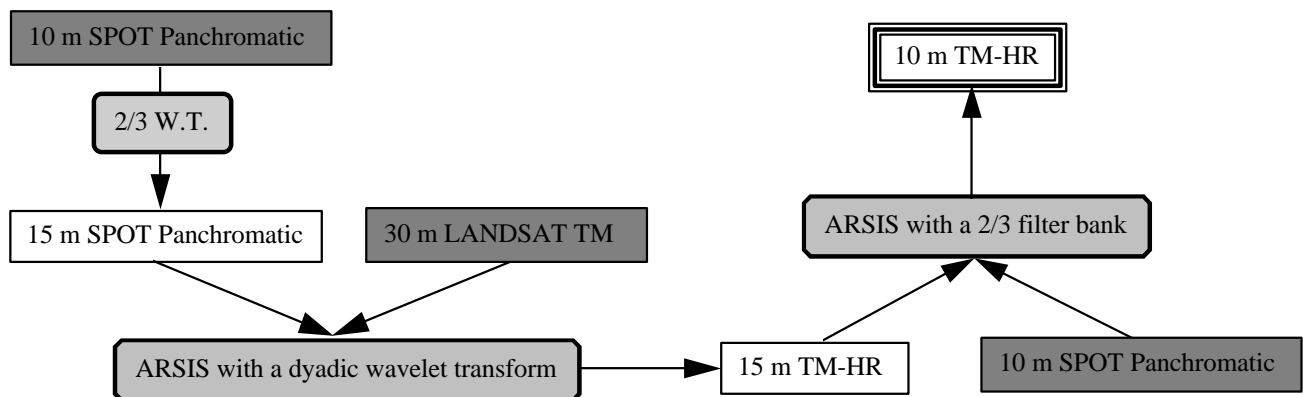 10 m SPOT Panchromatic
2/3 W.T.
15 m SPOT Panchromatic
30 m LANDSAT TM
ARSIS with a dyadic wavelet transform
15 m TM-HR
10 m SPOT Panchromatic
ARSIS with a 2/3 filter bank
10 m TM-HR